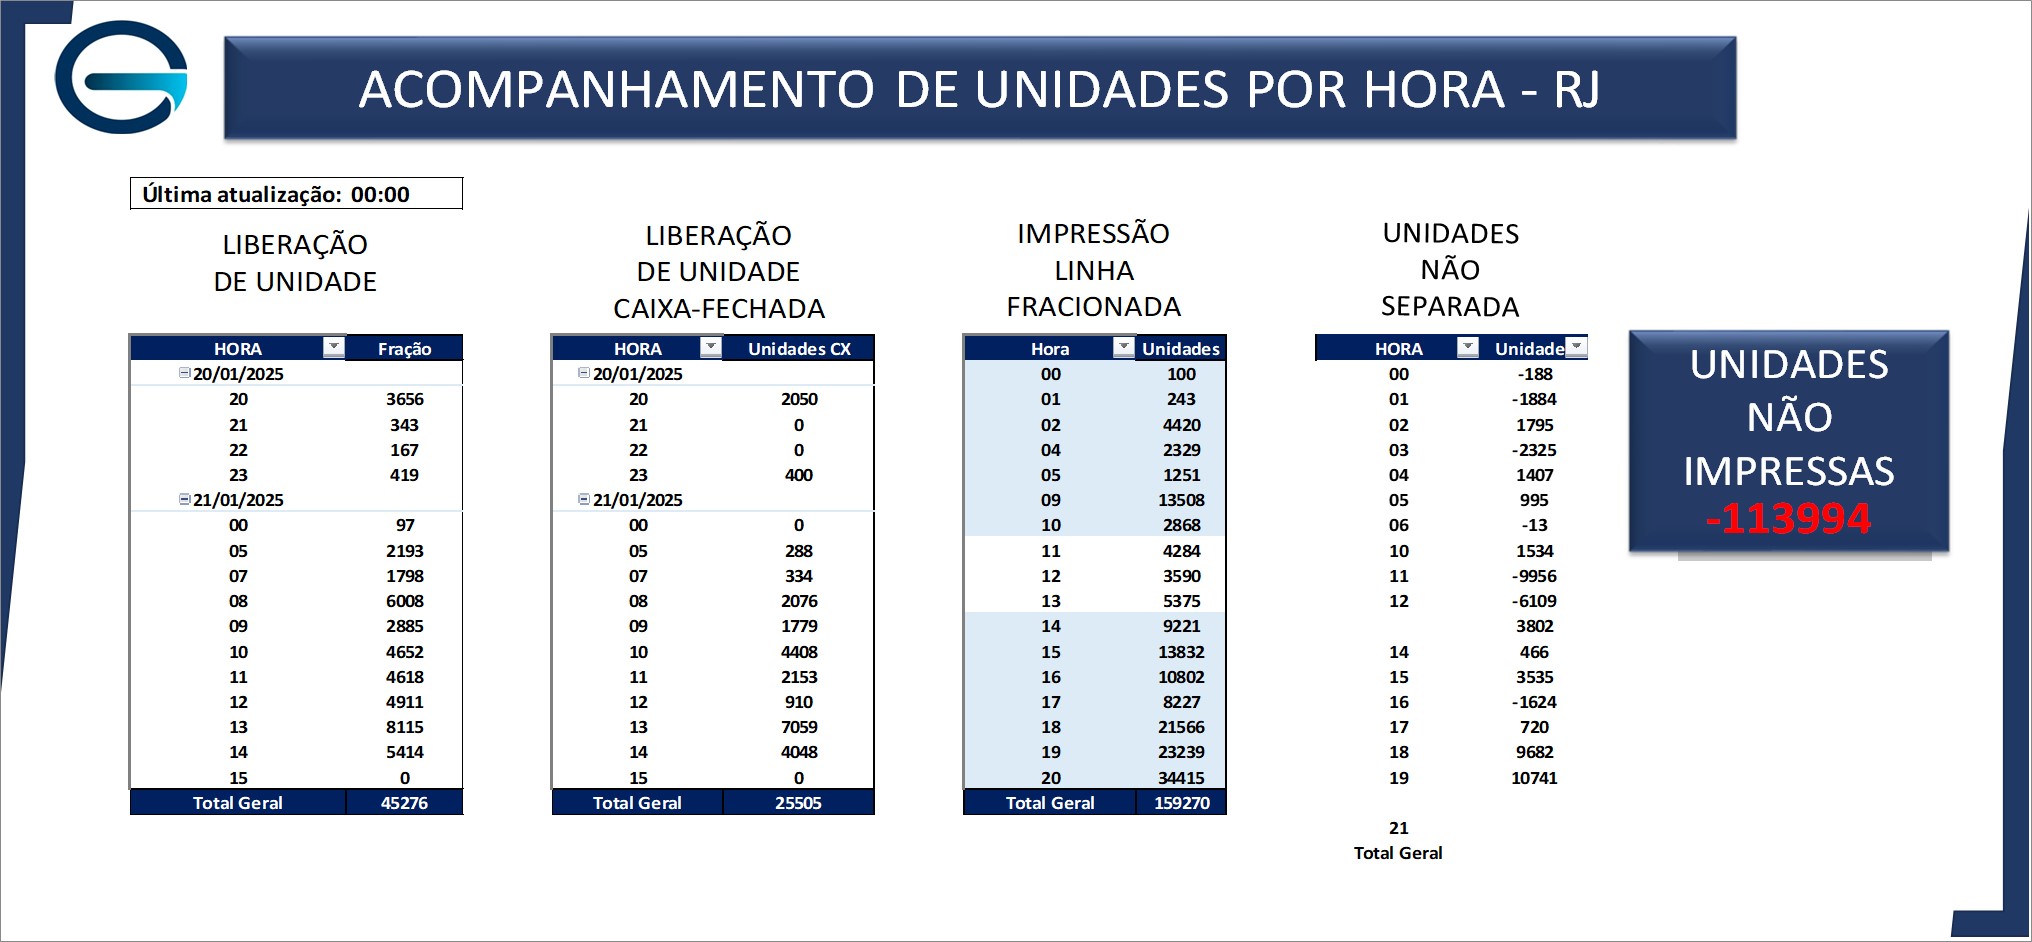 ACOMPANHAMENTO DE UNIDADES POR HORA - RJ
Última atualização: 00:00
LIBERAÇÃO
DE UNIDADE
HORA Fração
20/01/2025
20 3656
21 343
22 167
23 419
21/01/2025
00 97
05 2193
07 1798
08 6008
09 2885
10 4652
11 4618
12 4911
13 8115
14 5414
15 0
Total Geral 45276
LIBERAÇÃO
DE UNIDADE
CAIXA-FECHADA
HORA Unidades CX
20/01/2025
20 2050
21 0
22 0
23 400
21/01/2025
00 0
05 288
07 334
08 2076
09 1779
10 4408
11 2153
12 910
13 7059
14 4048
15 0
Total Geral 25505
IMPRESSÃO
LINHA
FRACIONADA
Hora Unidades
00 100
01 243
02 4420
04 2329
05 1251
09 13508
10 2868
11 4284
12 3590
13 5375
14 9221
15 13832
16 10802
17 8227
18 21566
19 23239
20 34415
Total Geral 159270
UNIDADES
NÃO
SEPARADA
HORA Unidade
00 -188
01 -1884
02 1795
03 -2325
04 1407
05 995
06 -13
10 1534
11 -9956
12 -6109
3802
14 466
15 3535
16 -1624
17 720
18 9682
19 10741
21
Total Geral
UNIDADES
NÃO
IMPRESSAS
-113994